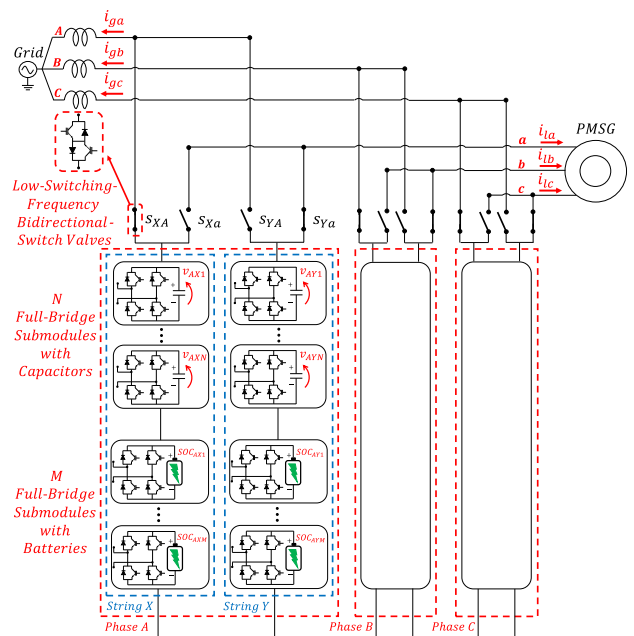 Grid
A
B
C
i_ga
i_gb
i_gc
a
b
c
i_la
i_lb
i_lc
PMSG
Low-Switching-
Frequency
Bidirectional-
Switch Valves
S_XA
S_Xa
S_YA
S_Ya
N
Full-Bridge
Submodules
with
Capacitors
+
v_AX1
−
+
v_AY1
−
+
v_AXN
−
+
v_AYN
−
M
Full-Bridge
Submodules
with
Batteries
SOC_AX1
+
−
SOC_AY1
+
−
SOC_AXM
+
−
SOC_AYM
+
−
String X
String Y
Phase A
Phase B
Phase C